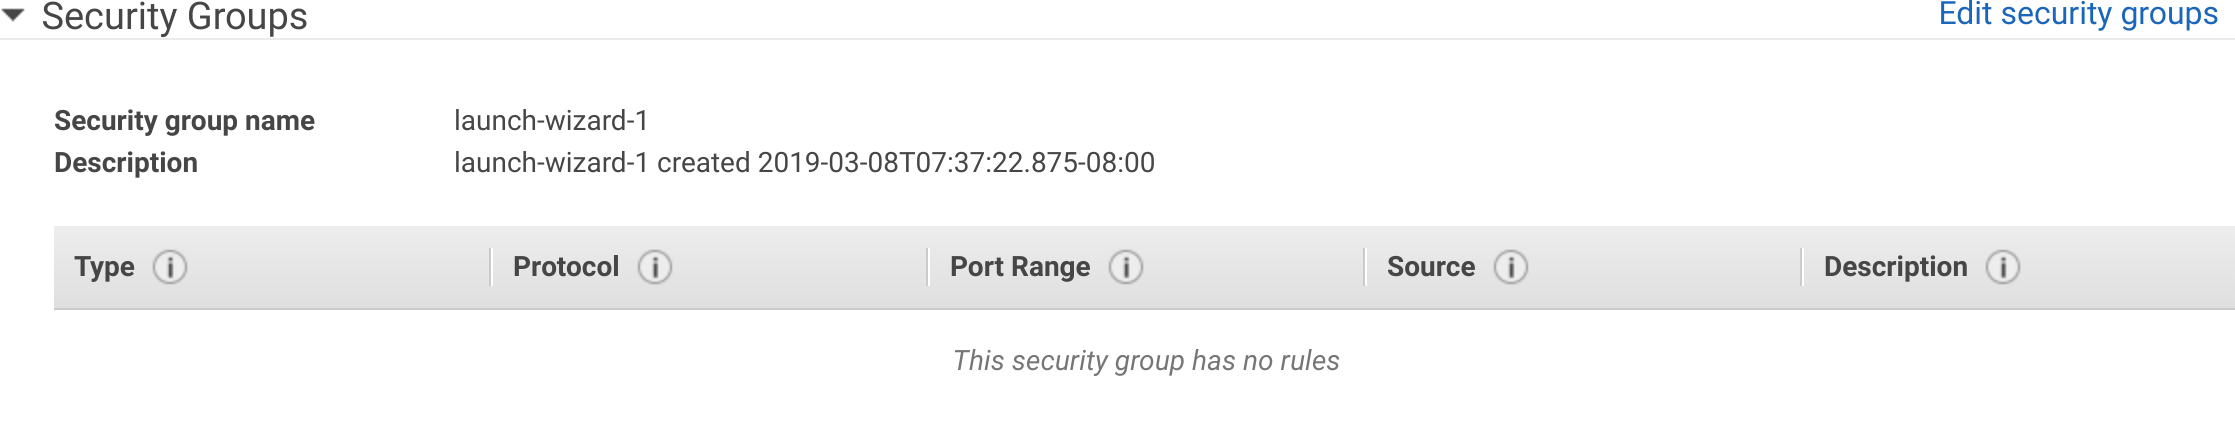 Security Groups Edit security groups
Security group name launch-wizard-1
Description launch-wizard-1 created 2019-03-08T07:37:22.875-08:00
Type Protocol Port Range Source Description
This security group has no rules